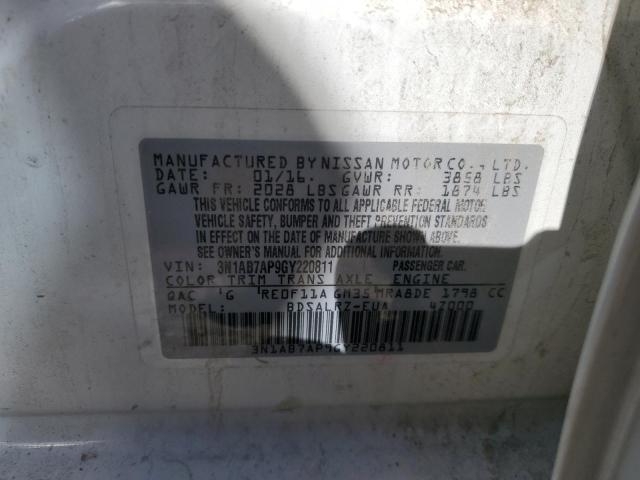 MANUFACTURED BY NISSAN MOTOR CO., LTD.
DATE: 01/16. GVWR: 3858 LBS
GAWR FR: 2028 LBS GAWR RR: 1874 LBS
THIS VEHICLE CONFORMS TO ALL APPLICABLE FEDERAL MOTOR
VEHICLE SAFETY, BUMPER AND THEFT PREVENTION STANDARDS
IN EFFECT ON THE DATE OF MANUFACTURE SHOWN ABOVE.
SEE OWNER'S MANUAL FOR ADDITIONAL INFORMATION
VIN: 3N1AB7AP9GY220811 PASSENGER CAR.
COLOR TRIM TRANS AXLE ENGINE
QAC 'G 'RE0F11A GM35 'MRA8DE 1798 CC
MODEL: BDSALRZ-EUA 4Z000
3N1AB7AP9GY220811